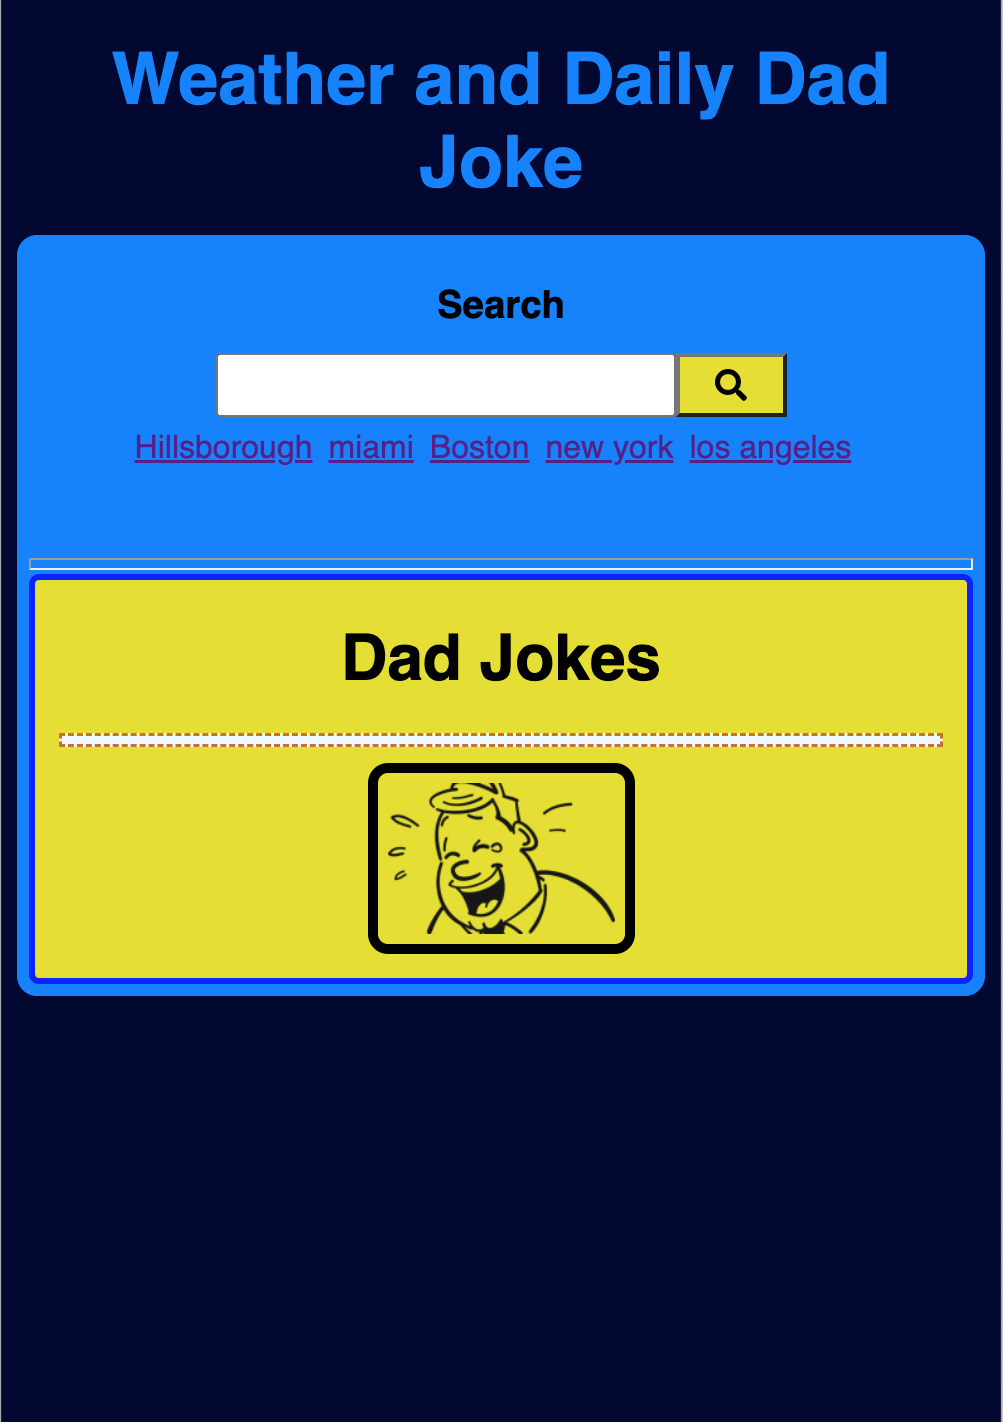 Weather and Daily Dad
Joke
Search
Hillsborough miami Boston new york los angeles
Dad Jokes